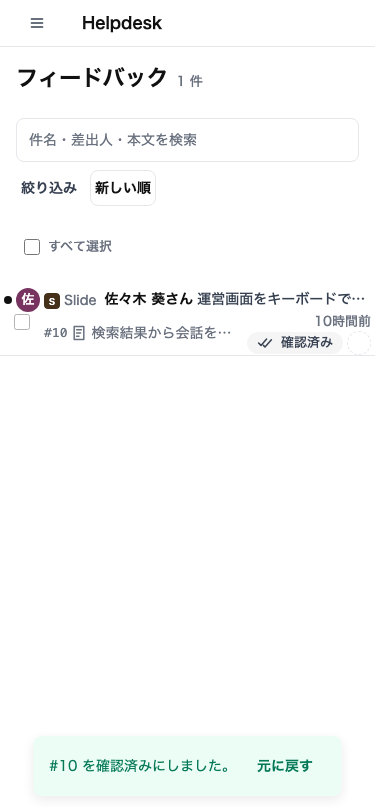 Helpdesk
フィードバック 1 件
件名・差出人・本文を検索
絞り込み 新しい順
すべて選択
佐 s Slide 佐々木 葵さん 運営画面をキーボードで…
10時間前
#10 検索結果から会話を…
確認済み
#10 を確認済みにしました。 元に戻す